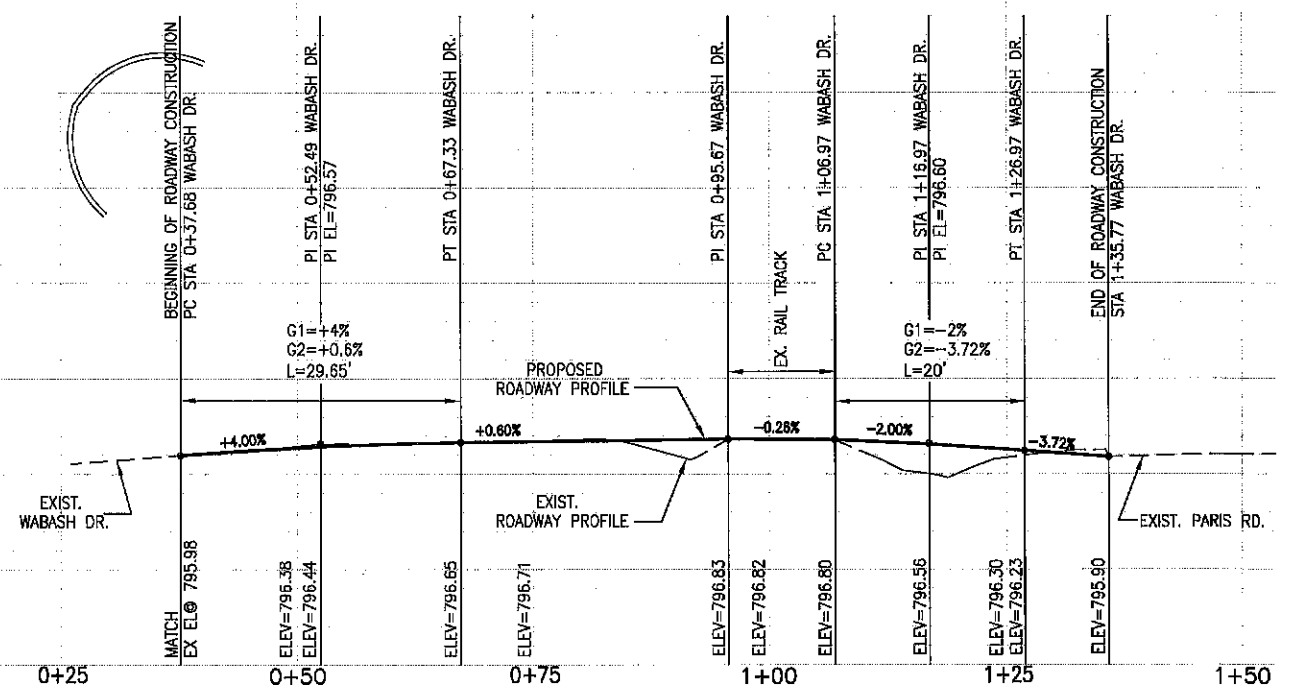 BEGINNING OF ROADWAY CONSTRUCTION
PC STA 0+37.68 WABASH DR.
PI STA 0+52.49 WABASH DR.
PI EL=796.57
PT STA 0+67.33 WABASH DR.
PI STA 0+95.67 WABASH DR.
EX. RAIL TRACK
PC STA 1+06.97 WABASH DR.
PI STA 1+16.97 WABASH DR.
PI EL=796.60
PT STA 1+26.97 WABASH DR.
END OF ROADWAY CONSTRUCTION
STA 1+35.77 WABASH DR.
G1=+4%
G2=+0.6%
L=29.65'
G1=-2%
G2=-3.72%
L=20'
PROPOSED
ROADWAY PROFILE
+4.00%
+0.60%
-0.26%
-2.00%
-3.72%
EXIST.
WABASH DR.
EXIST.
ROADWAY PROFILE
EXIST. PARIS RD.
MATCH
EX EL@ 795.98
ELEV=796.38
ELEV=796.44
ELEV=796.65
ELEV=796.71
ELEV=796.83
ELEV=796.82
ELEV=796.80
ELEV=796.56
ELEV=796.30
ELEV=796.23
ELEV=795.90
0+25
0+50
0+75
1+00
1+25
1+50